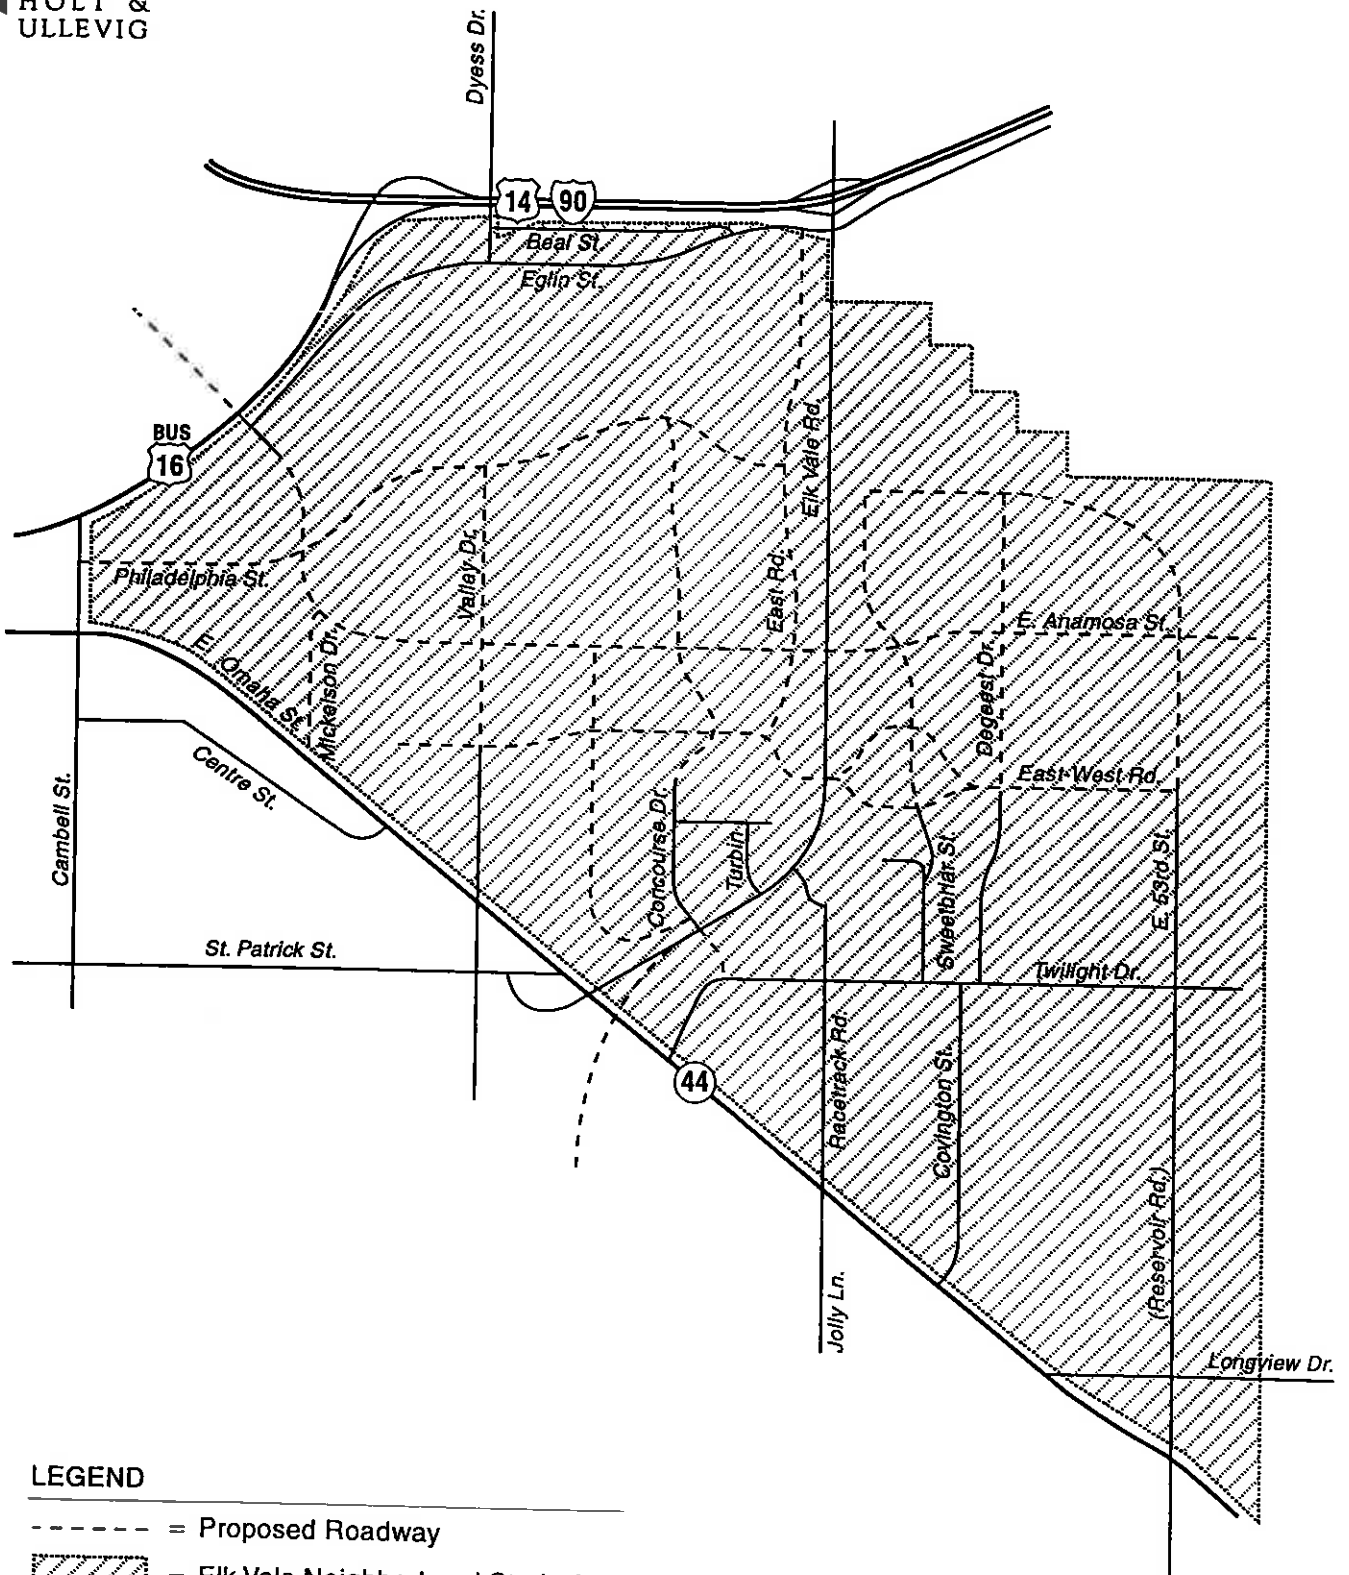 HOLT &
ULLEVIG
Dyess Dr.
14
90
Beal St.
Eglin St.
BUS
16
Elk Vale Rd.
Philadelphia St.
Valley Dr.
East Rd.
E. Anamosa St.
E. Omaha St.
Mickelson Dr.
Degeest Dr.
East-West Rd.
Centre St.
Cambell St.
Concourse Dr.
Turbin
Sweetbriar St.
E. 53rd St.
St. Patrick St.
Twilight Dr.
44
Racetrack Rd.
Covington St.
(Reservoir Rd.)
Jolly Ln.
Longview Dr.
LEGEND
= Proposed Roadway